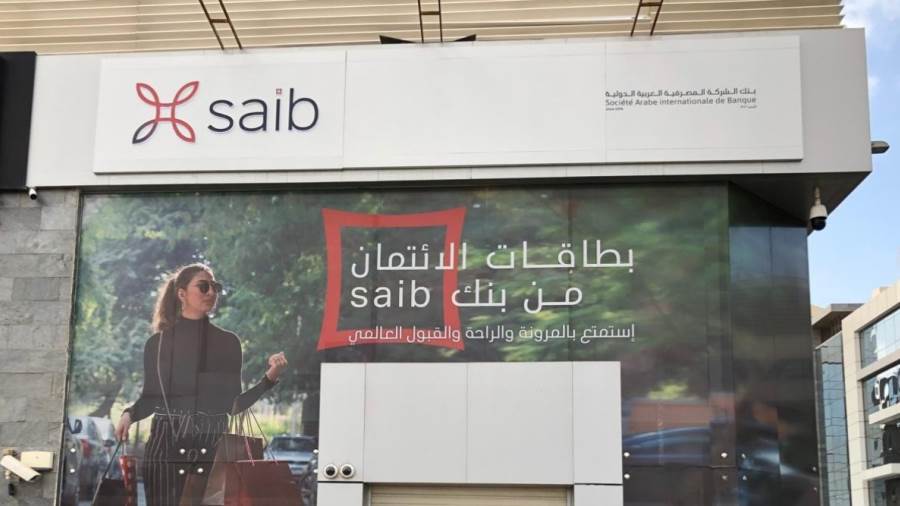 saib
بنك الشركة المصرفية العربية الدولية
Société Arabe internationale de Banque
بطاقات الائتمان
من بنك saib
إستمتع بالمرونة والراحة والقبول العالمي